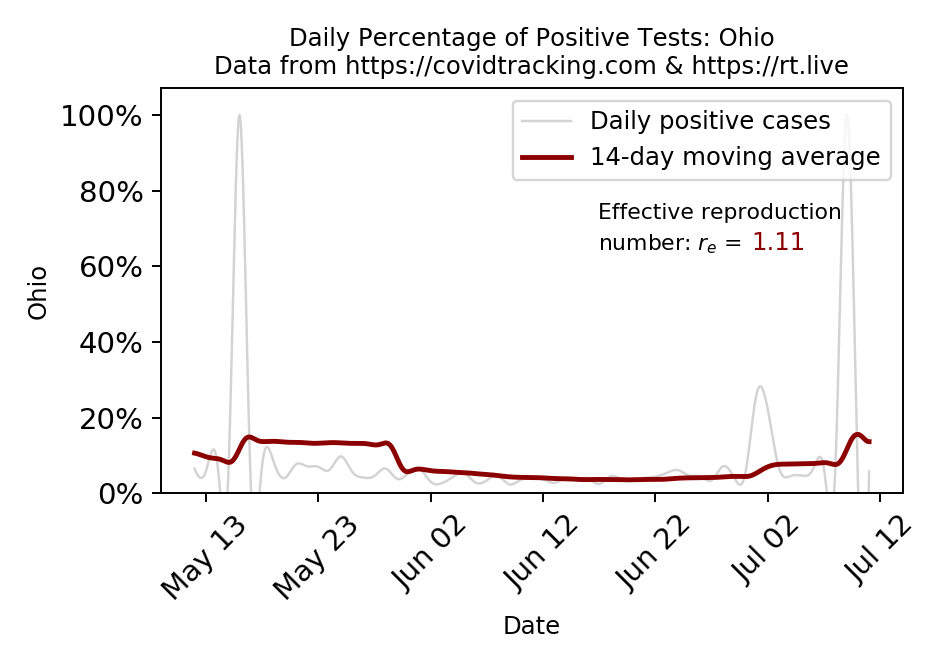 Daily Percentage of Positive Tests: Ohio
Data from https://covidtracking.com & https://rt.live
100%
80%
60%
40%
20%
0%
Ohio
Daily positive cases
14-day moving average
Effective reproduction
number: rₑ = 1.11
May 13
May 23
Jun 02
Jun 12
Jun 22
Jul 02
Jul 12
Date